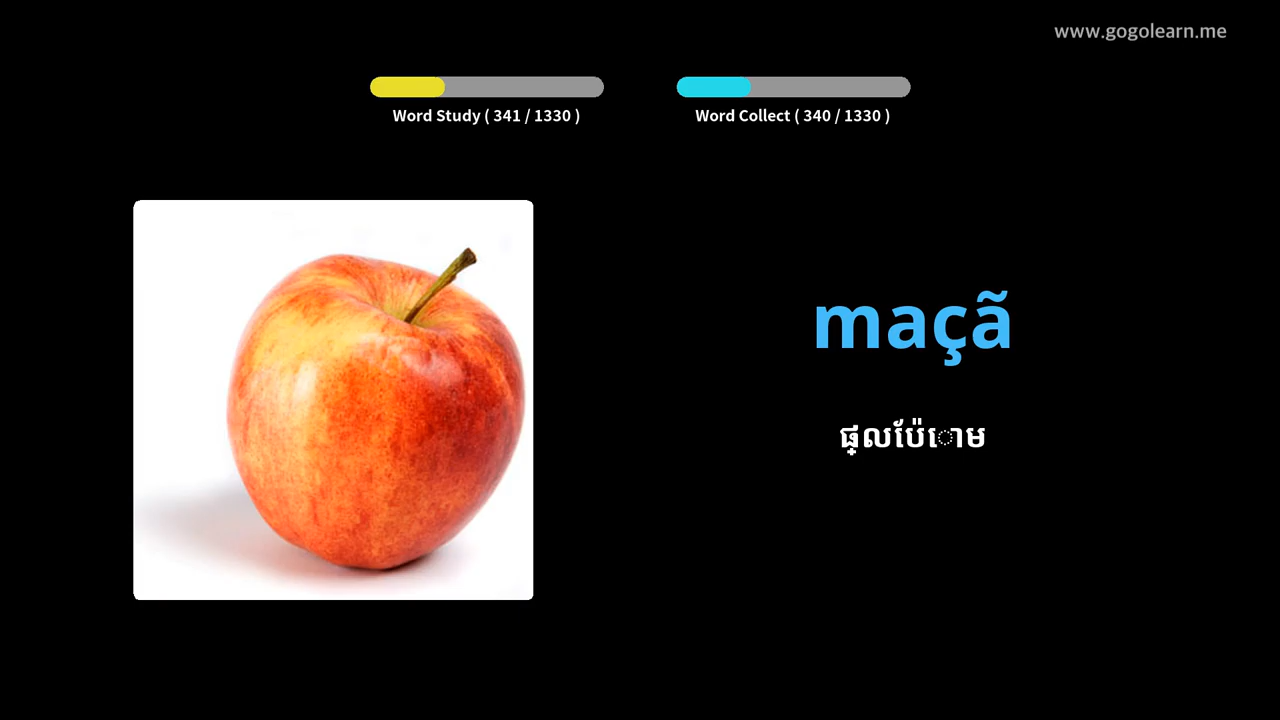 www.gogolearn.me
Word Study ( 341 / 1330 )
Word Collect ( 340 / 1330 )
maçã
ផ្លែប៉ោម